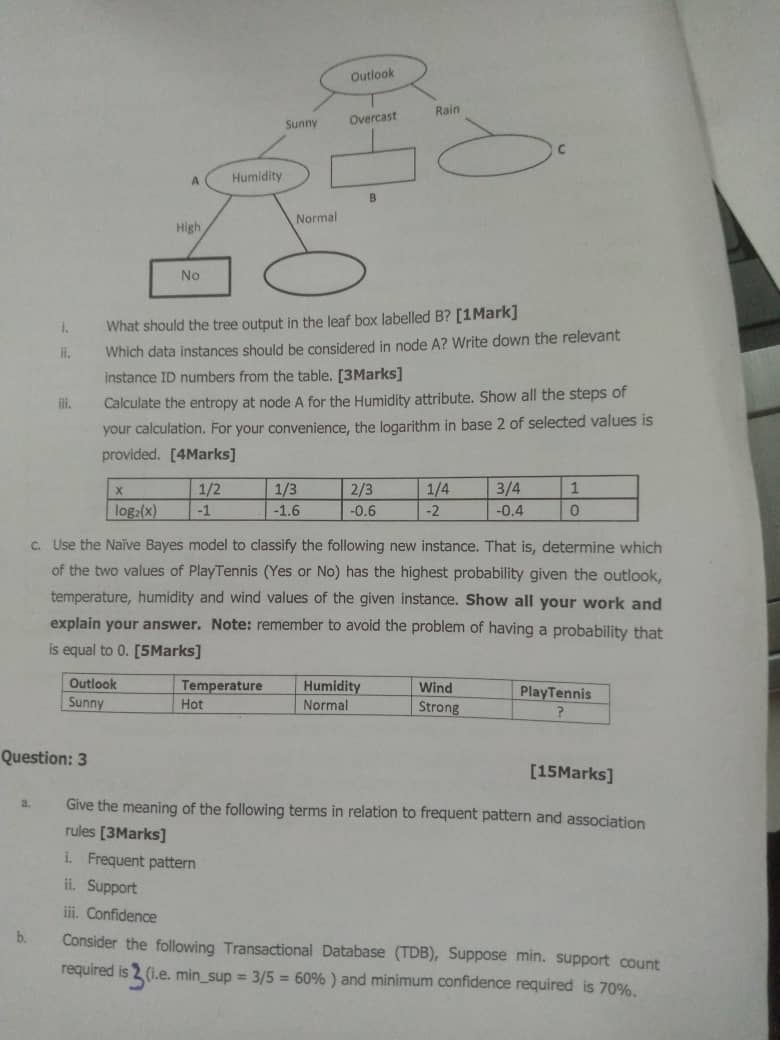 Outlook
Sunny
Overcast
Rain
A
Humidity
C
B
High
Normal
No
i. What should the tree output in the leaf box labelled B? [1Mark]
ii. Which data instances should be considered in node A? Write down the relevant
instance ID numbers from the table. [3Marks]
iii. Calculate the entropy at node A for the Humidity attribute. Show all the steps of
your calculation. For your convenience, the logarithm in base 2 of selected values is
provided. [4Marks]
x 1/2 1/3 2/3 1/4 3/4 1
log₂(x) -1 -1.6 -0.6 -2 -0.4 0
c. Use the Naïve Bayes model to classify the following new instance. That is, determine which
of the two values of PlayTennis (Yes or No) has the highest probability given the outlook,
temperature, humidity and wind values of the given instance. Show all your work and
explain your answer. Note: remember to avoid the problem of having a probability that
is equal to 0. [5Marks]
Outlook Temperature Humidity Wind PlayTennis
Sunny Hot Normal Strong ?
Question: 3
[15Marks]
a. Give the meaning of the following terms in relation to frequent pattern and association
rules [3Marks]
i. Frequent pattern
ii. Support
iii. Confidence
b. Consider the following Transactional Database (TDB), Suppose min. support count
required is 3 (i.e. min_sup = 3/5 = 60% ) and minimum confidence required is 70%.